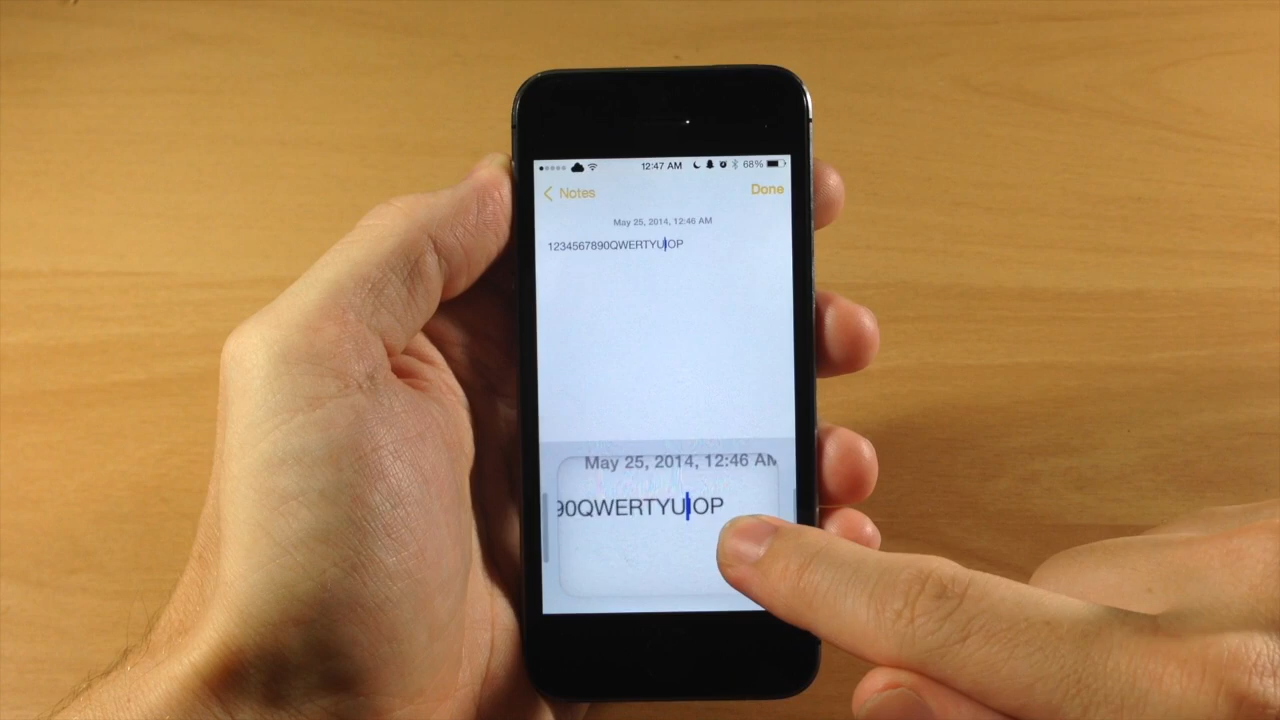 12:47 AM 68%
Notes Done
May 25, 2014, 12:46 AM
1234567890QWERTYUIOP
May 25, 2014, 12:46 AM
90QWERTYUIOP